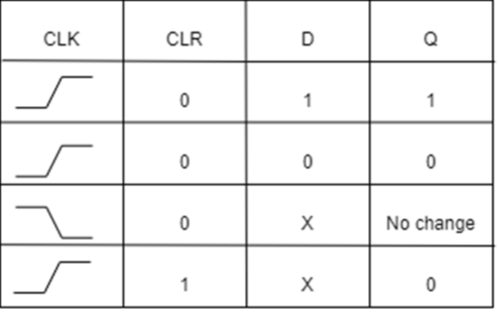 CLK CLR D Q
0 1 1
0 0 0
0 X No change
1 X 0